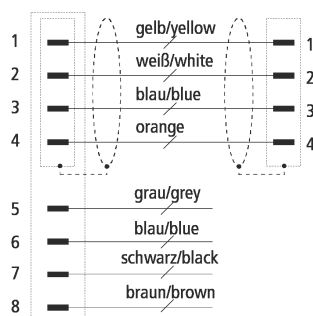 1 gelb/yellow 1
2 weiß/white 2
3 blau/blue 3
4 orange 4
5 grau/grey
6 blau/blue
7 schwarz/black
8 braun/brown